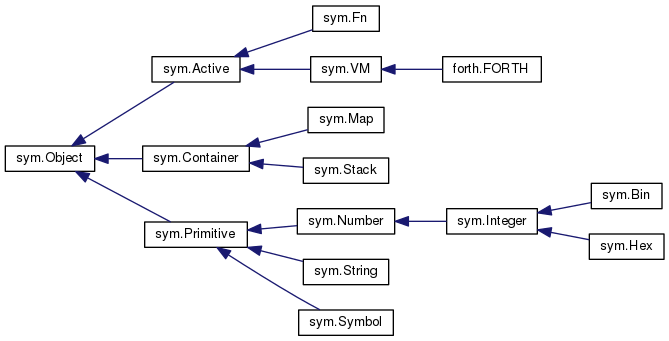 sym.Fn
sym.Active
sym.VM
forth.FORTH
sym.Map
sym.Object
sym.Container
sym.Stack
sym.Bin
sym.Number
sym.Integer
sym.Primitive
sym.Hex
sym.String
sym.Symbol